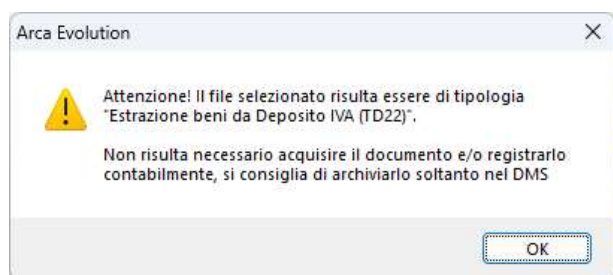 Arca Evolution
Attenzione! Il file selezionato risulta essere di tipologia
"Estrazione beni da Deposito IVA (TD22)".
Non risulta necessario acquisire il documento e/o registrarlo
contabilmente, si consiglia di archiviarlo soltanto nel DMS
OK